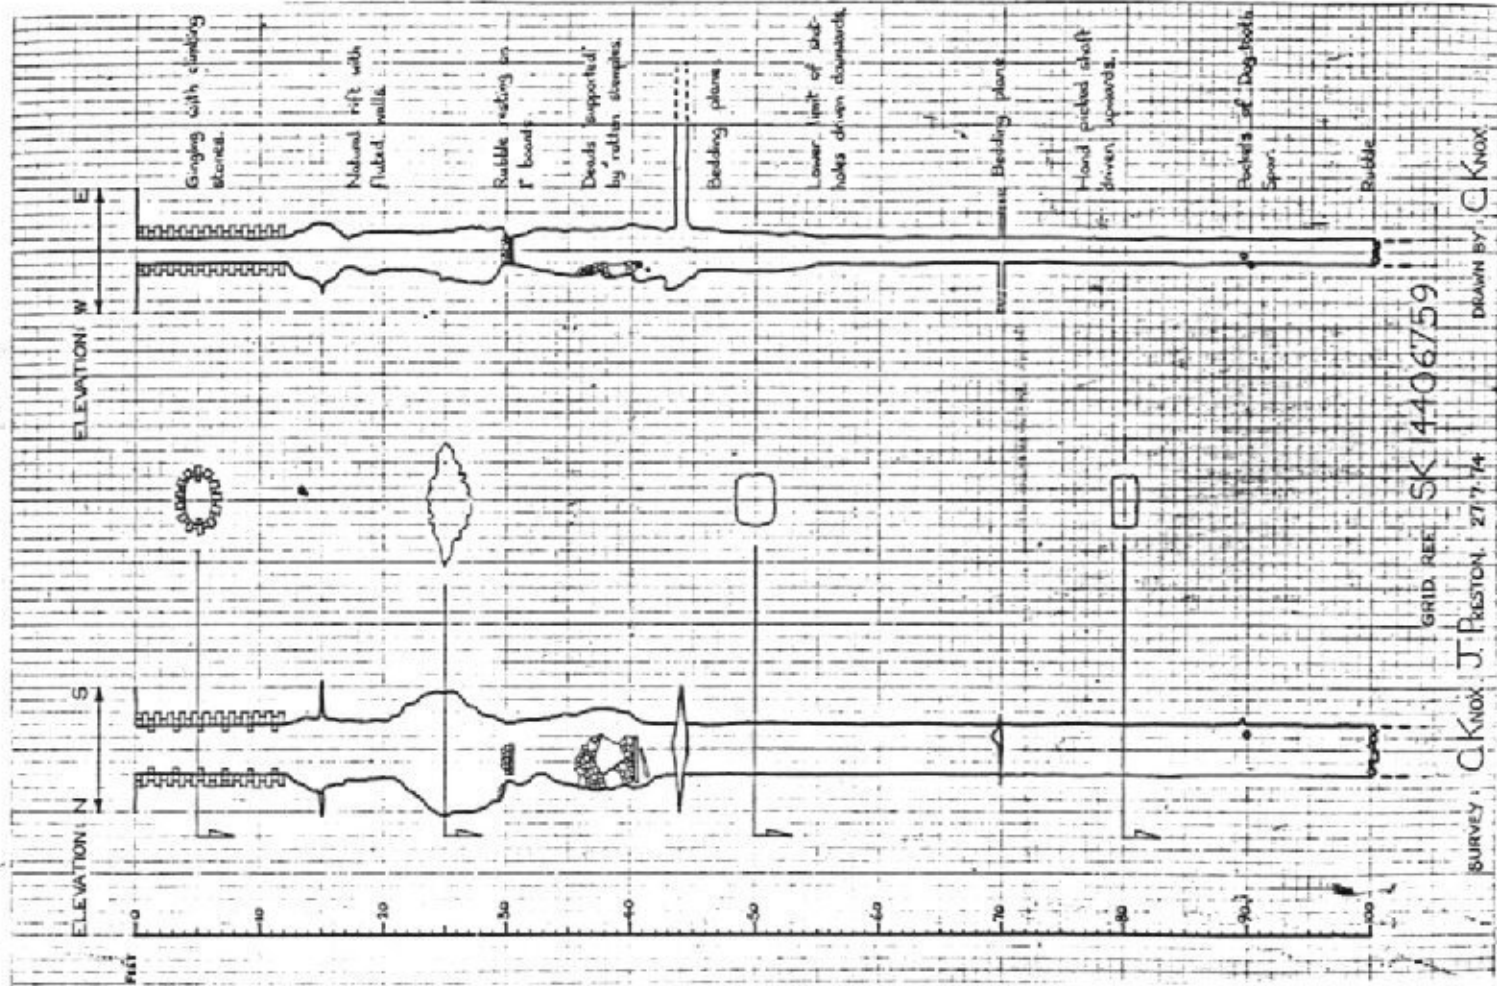 ELEVATION W E
Ginging with climbing
stones.
Natural rift with
fluted walls.
Rubble resting on
1" boards.
Deads "supported"
by rotten stemples.
Bedding plane.
Lower limit of shot-
holes driven downwards.
Bedding plane
Hand picked shaft
driven upwards.
Pockets of Dog-tooth
Spar.
Rubble
ELEVATION N S
FEET
0
10
20
30
40
50
60
70
80
90
100
GRID. REF. SK 4406759
SURVEY: C. KNOX. J. PRESTON. 27-7-74 DRAWN BY: C. KNOX.